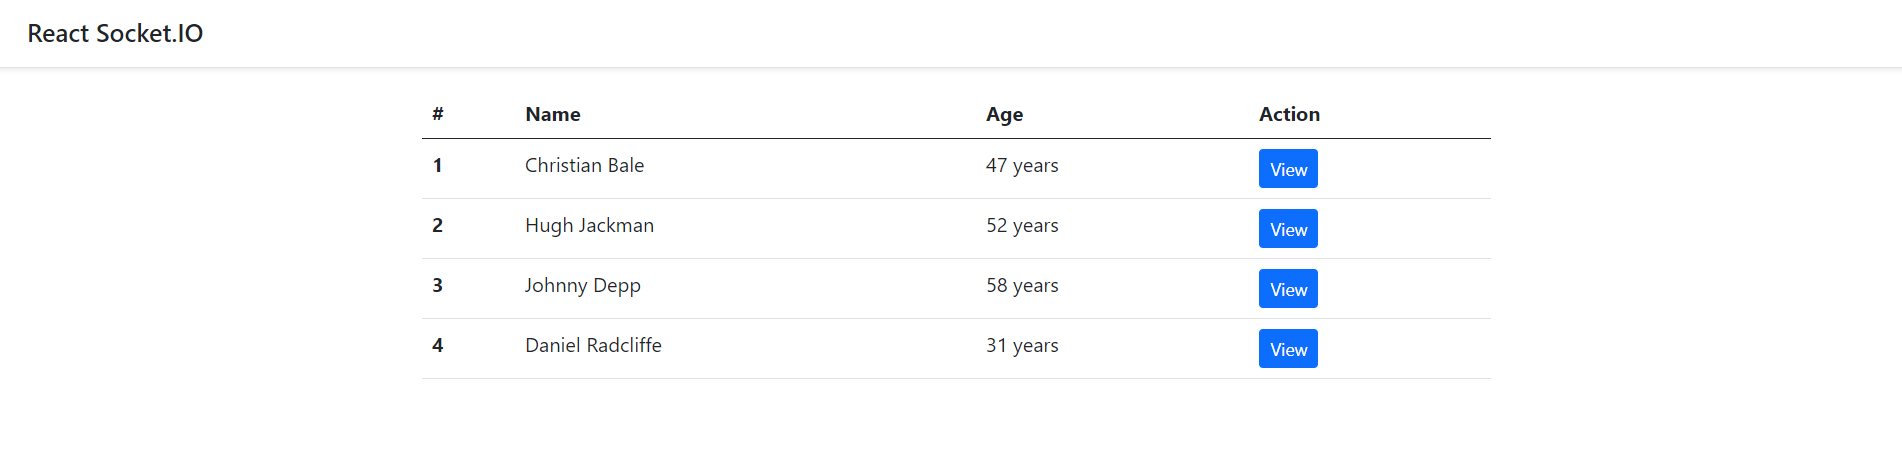 React Socket.IO
# Name Age Action
1 Christian Bale 47 years View
2 Hugh Jackman 52 years View
3 Johnny Depp 58 years View
4 Daniel Radcliffe 31 years View